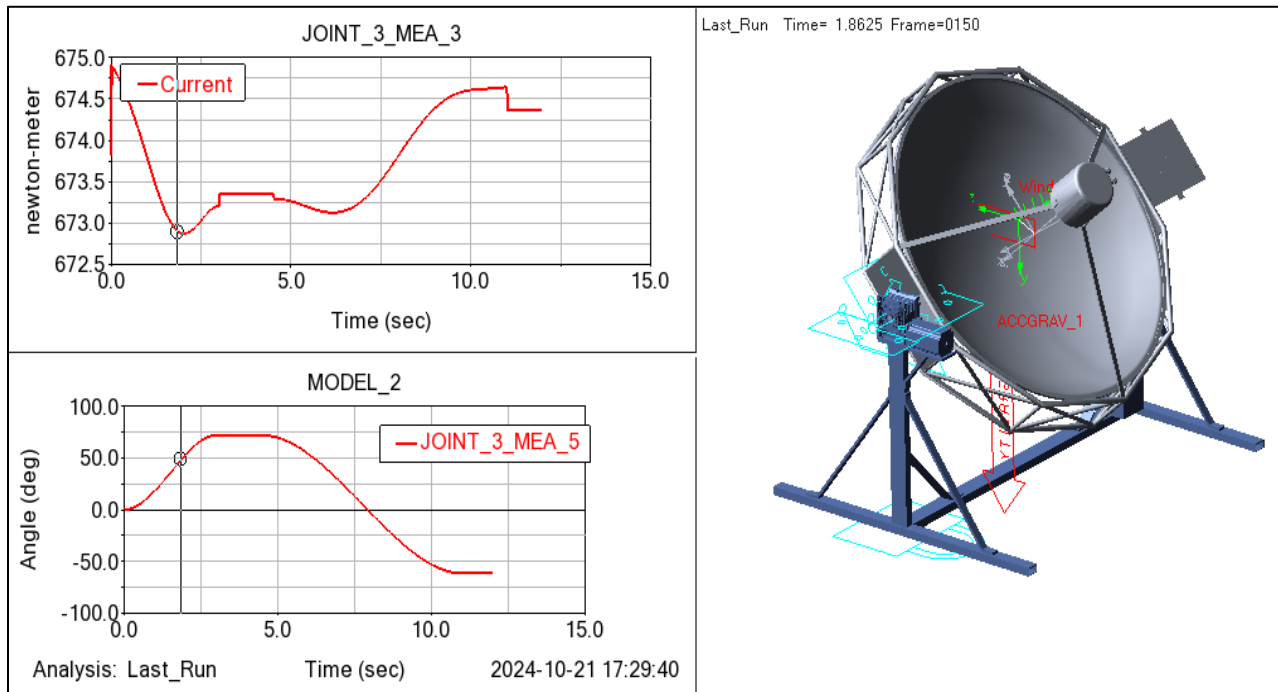 JOINT_3_MEA_3
675.0
674.5
674.0
673.5
673.0
672.5
newton-meter
Current
0.0 5.0 10.0 15.0
Time (sec)
MODEL_2
100.0
50.0
0.0
-50.0
-100.0
Angle (deg)
JOINT_3_MEA_5
0.0 5.0 10.0 15.0
Analysis: Last_Run Time (sec) 2024-10-21 17:29:40
Last_Run Time= 1.8625 Frame=0150
Wind
y
ACCGRAV_1